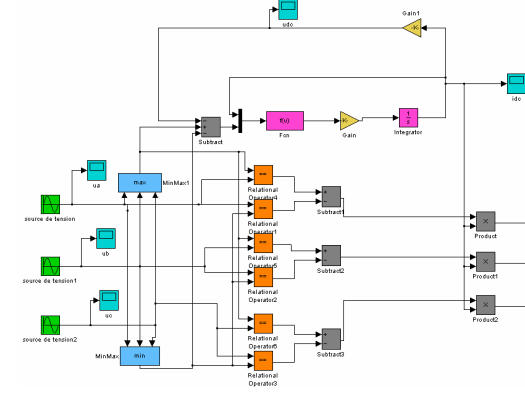 Gain1
udc
-K-
idc
f(u)
-K-
1
s
Subtract
Fcn
Gain
Integrator
ua
max
MinMax1
==
Relational
Operator4
source de tension
==
Relational
Operator1
Subtract1
×
Product
ub
==
Relational
Operator5
source de tension1
==
Relational
Operator2
Subtract2
×
Product1
uc
source de tension2
==
Relational
Operator5
×
Product2
MinMax
min
==
Relational
Operator3
Subtract3